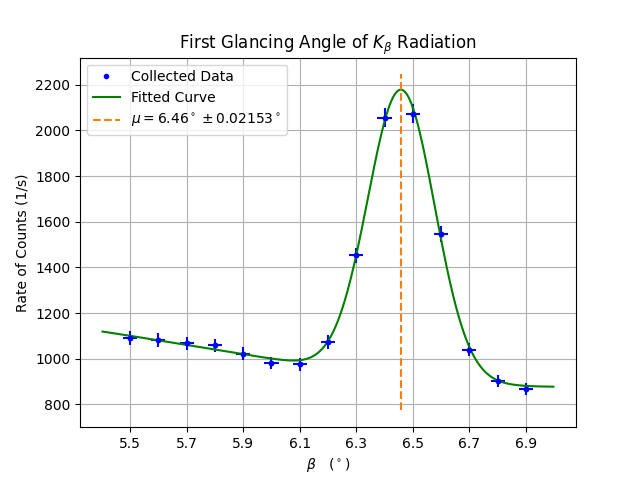 First Glancing Angle of Kβ Radiation
Collected Data
Fitted Curve
μ = 6.46° ± 0.02153°
Rate of Counts (1/s)
2200
2000
1800
1600
1400
1200
1000
800
5.5 5.7 5.9 6.1 6.3 6.5 6.7 6.9
β (°)